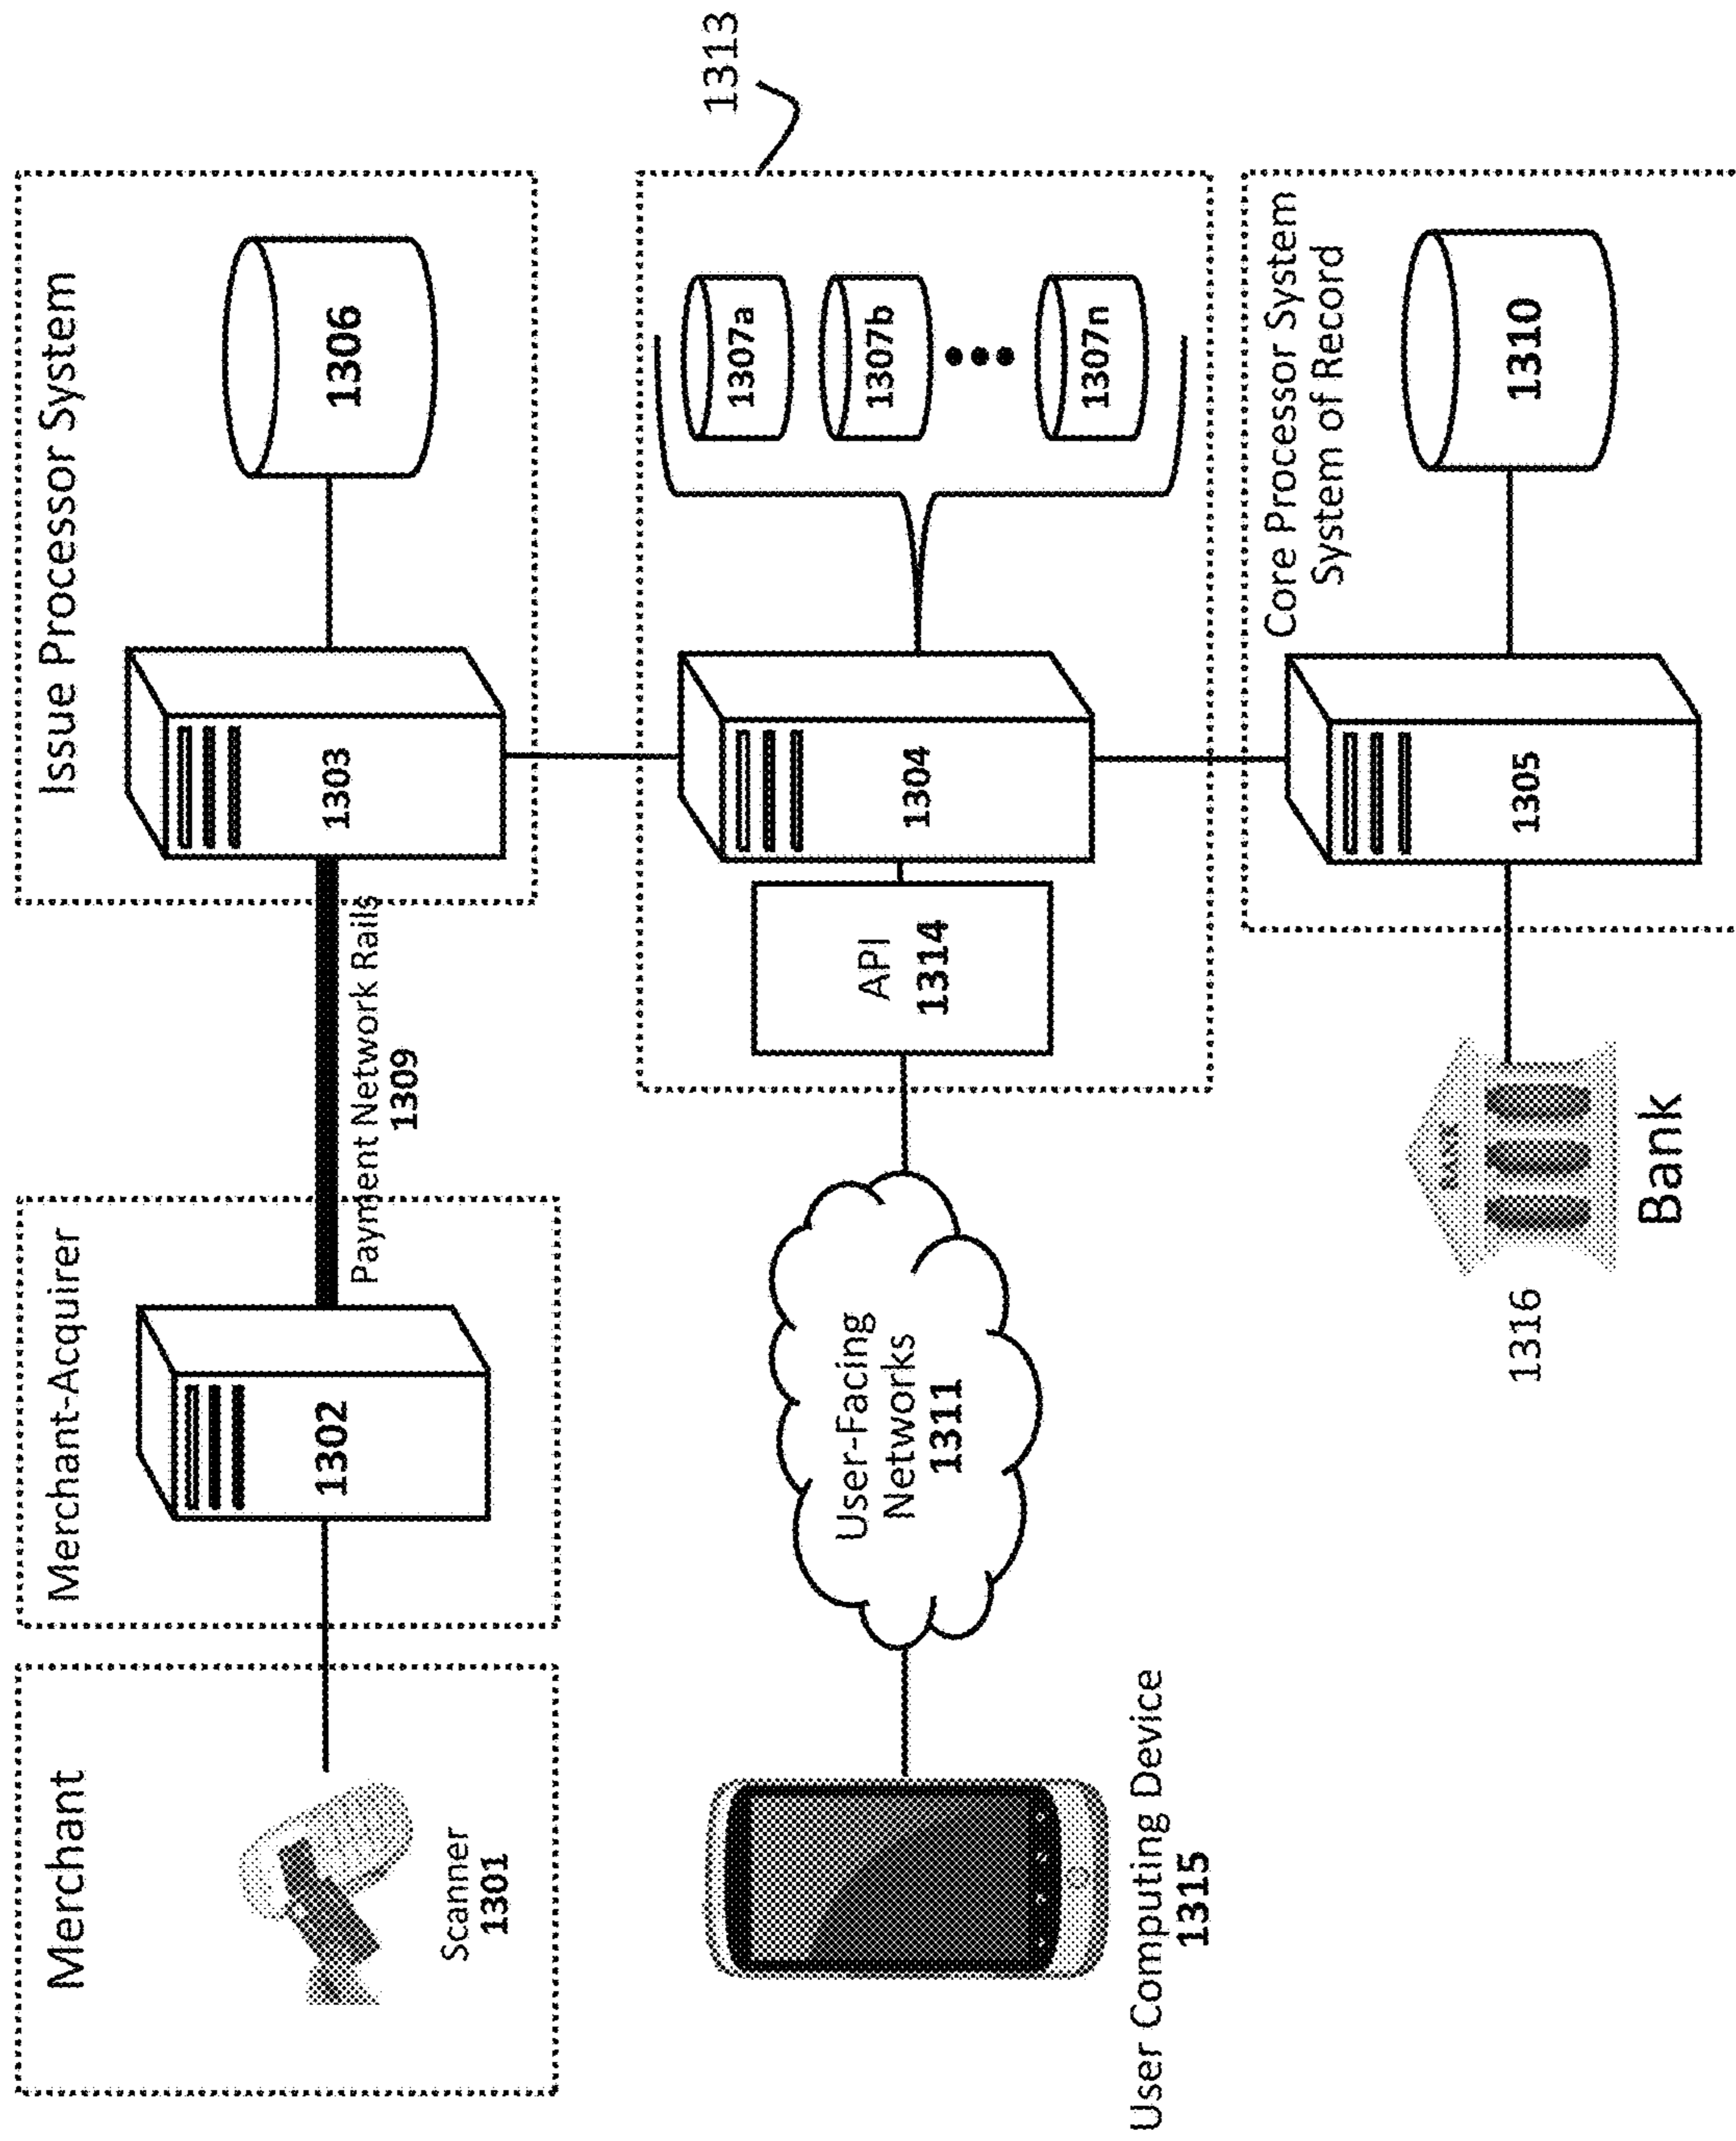 Merchant
Scanner
1301
Merchant-Acquirer
1302
Payment Network Rails
1309
Issue Processor System
1303
1306
1313
User Computing Device
1315
User-Facing
Networks
1311
API
1314
1304
1307a
1307b
1307n
1316
BANK
Bank
Core Processor System
System of Record
1305
1310